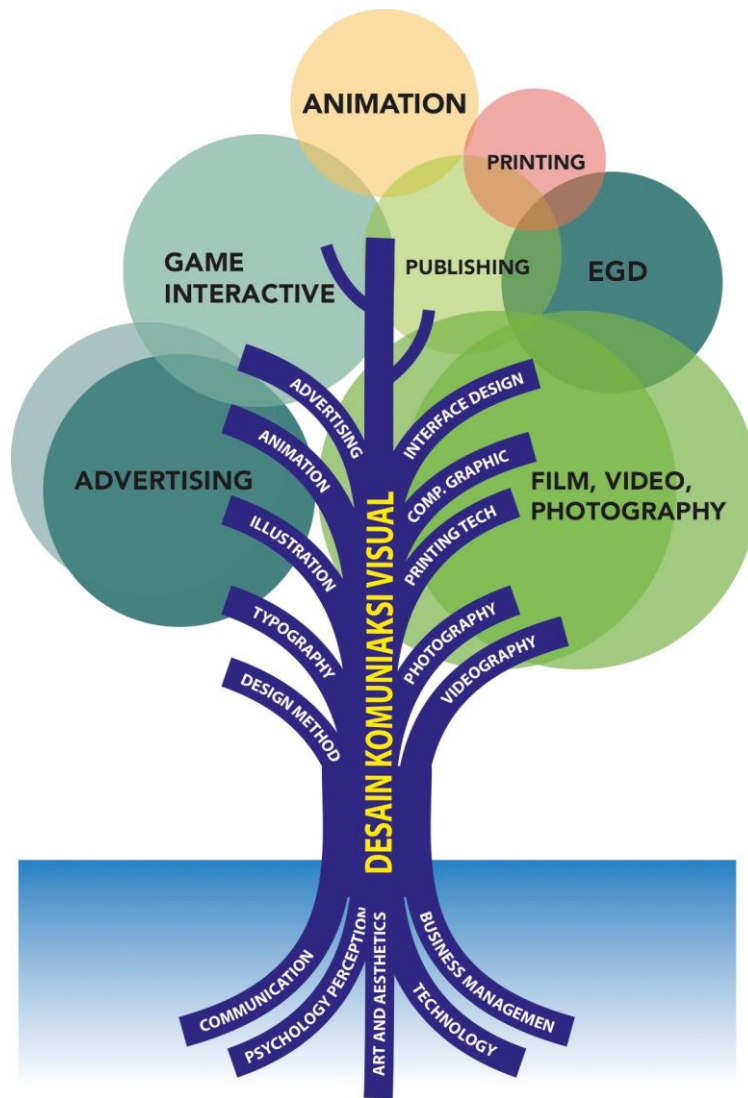 ANIMATION
PRINTING
GAME
INTERACTIVE
PUBLISHING
EGD
ADVERTISING
FILM, VIDEO,
PHOTOGRAPHY
ADVERTISING
ANIMATION
ILLUSTRATION
TYPOGRAPHY
DESIGN METHOD
INTERFACE DESIGN
COMP. GRAPHIC
PRINTING TECH
PHOTOGRAPHY
VIDEOGRAPHY
DESAIN KOMUNIAKSI VISUAL
COMMUNICATION
PSYCHOLOGY PERCEPTION
ART AND AESTHETICS
TECHNOLOGY
BUSINESS MANAGEMEN